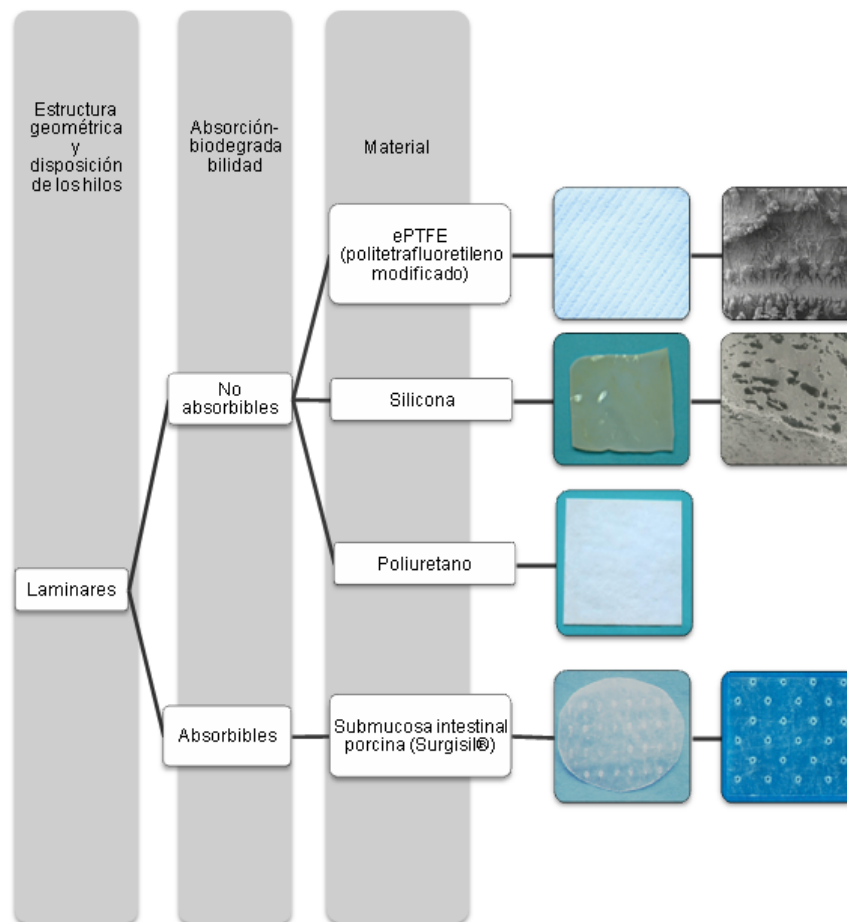 Estructura
geométrica
y
disposición
de los hilos
Absorción-
biodegrada
bilidad
Material
ePTFE
(politetrafluoretileno
modificado)
No
absorbibles
Silicona
Poliuretano
Laminares
Absorbibles
Submucosa intestinal
porcina (Surgisil®)